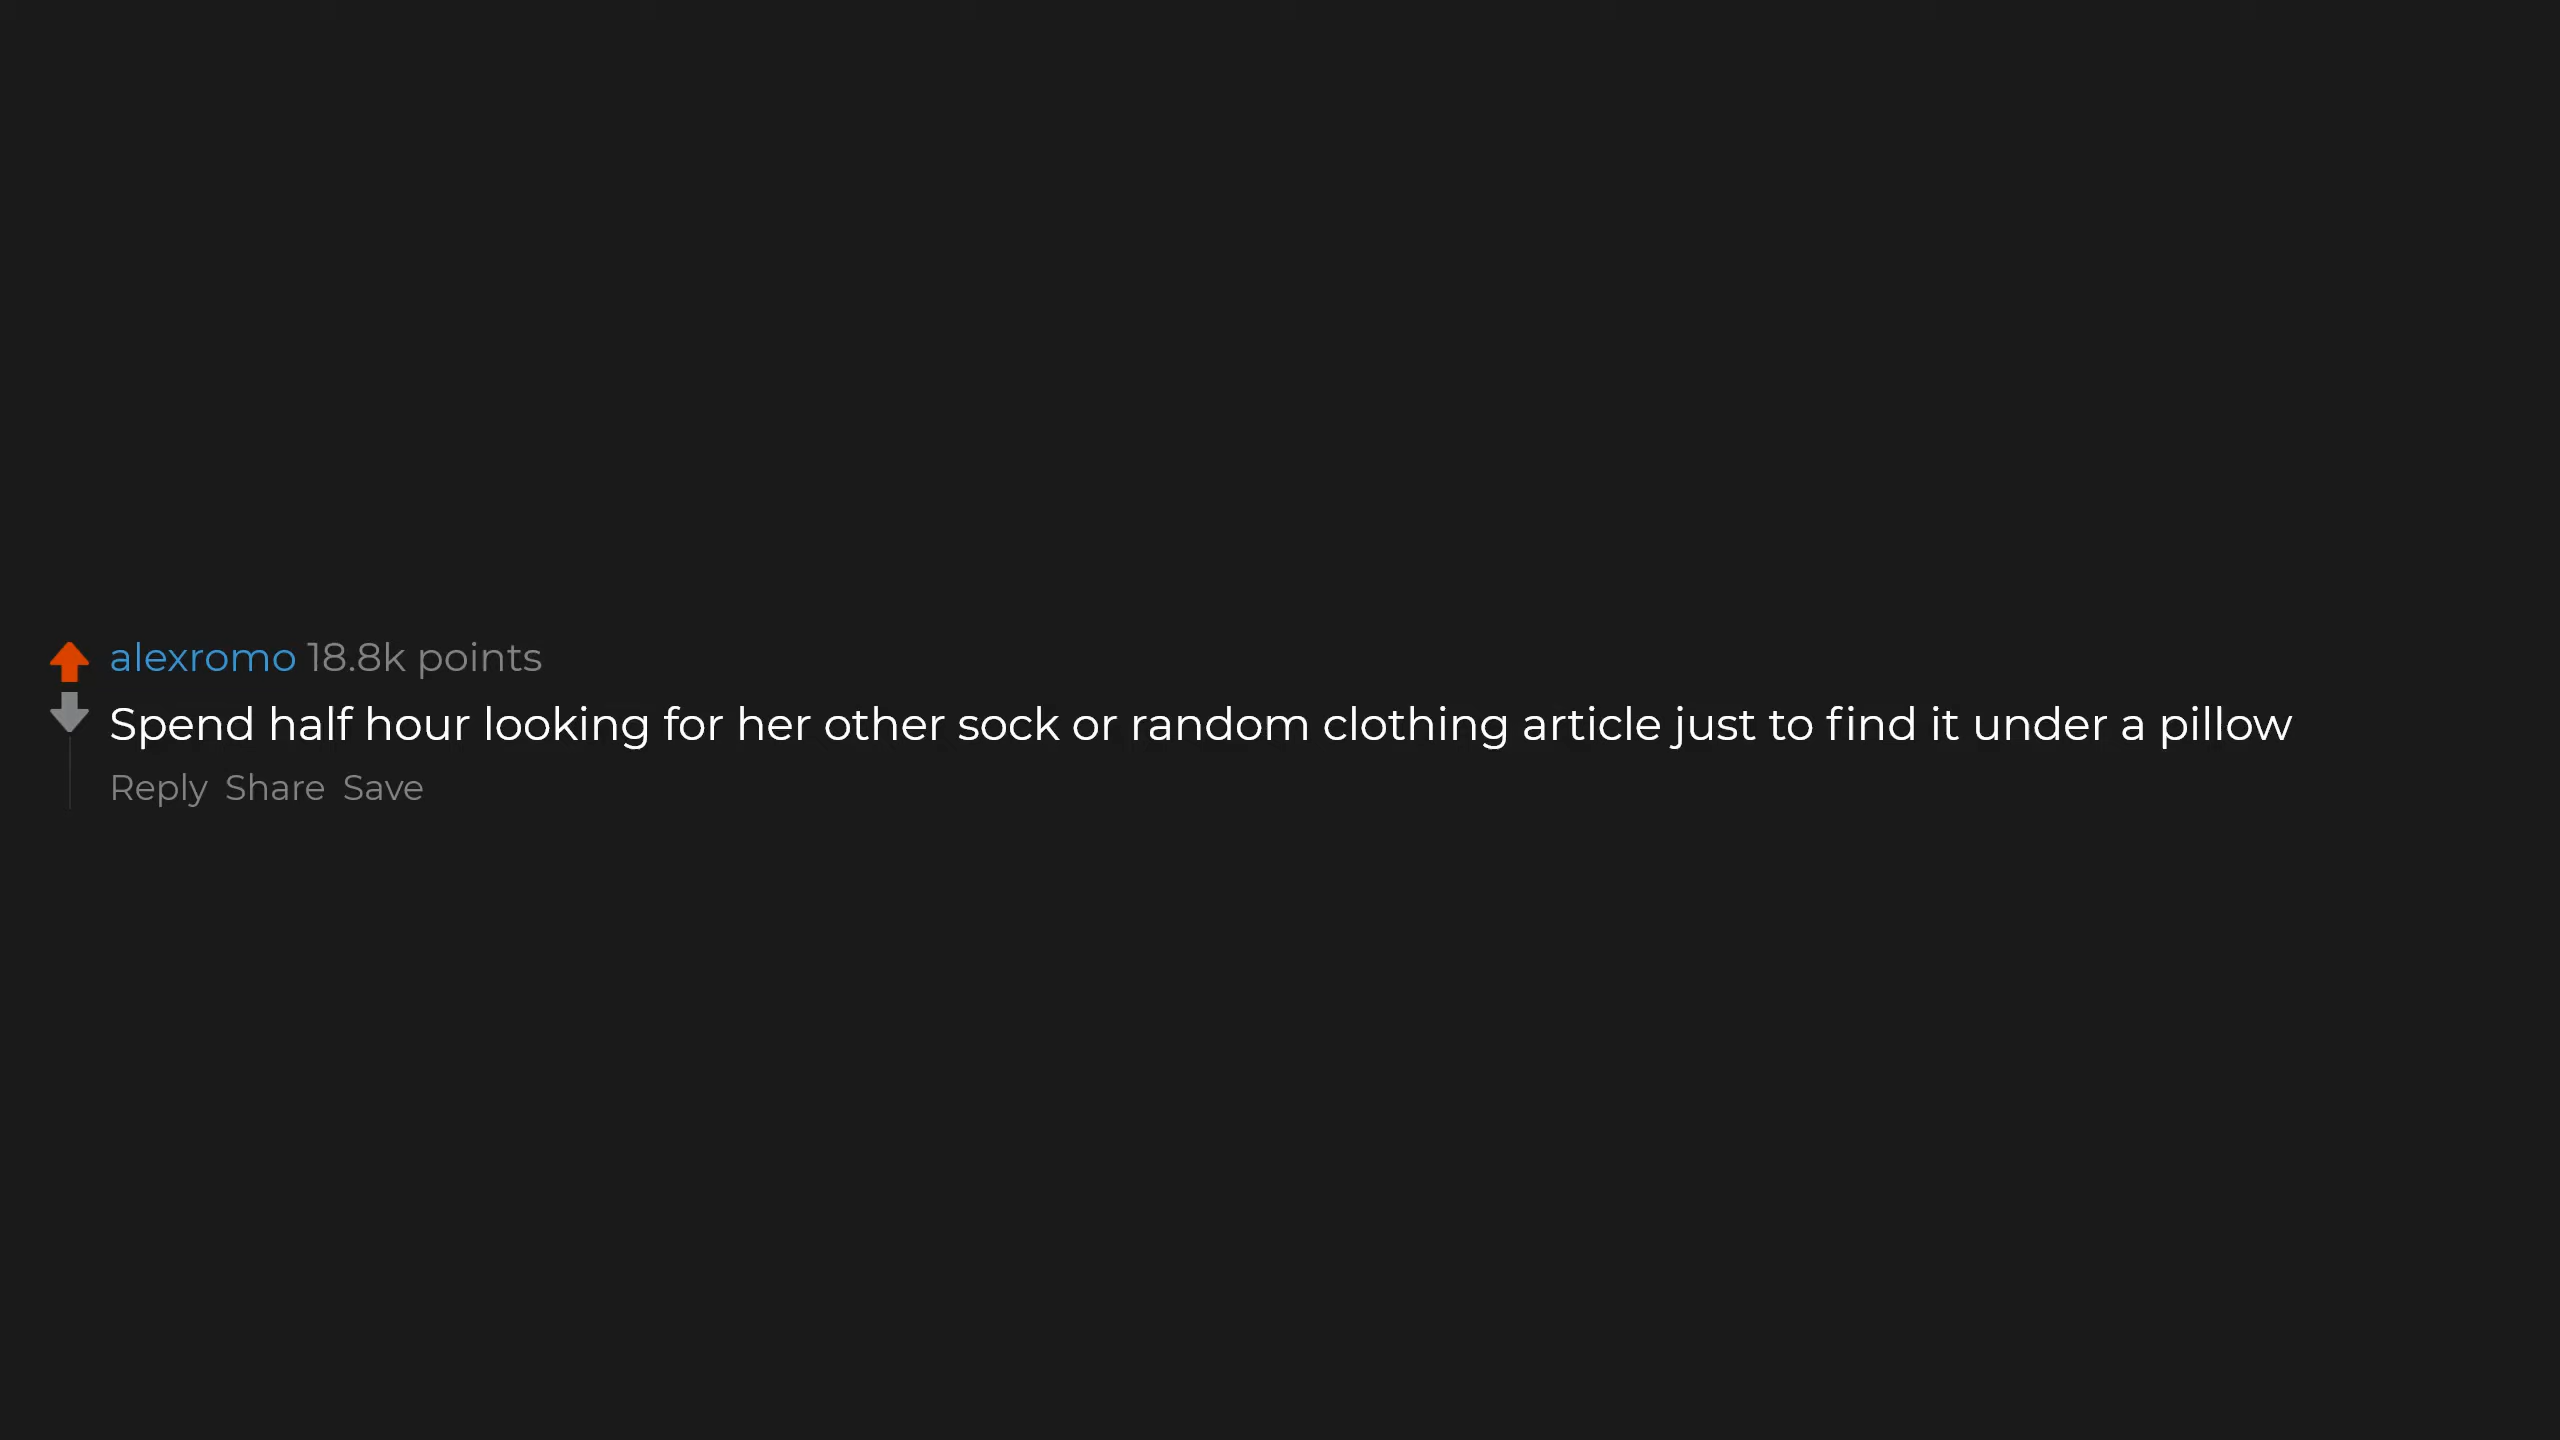 alexromo 18.8k points
Spend half hour looking for her other sock or random clothing article just to find it under a pillow
Reply Share Save